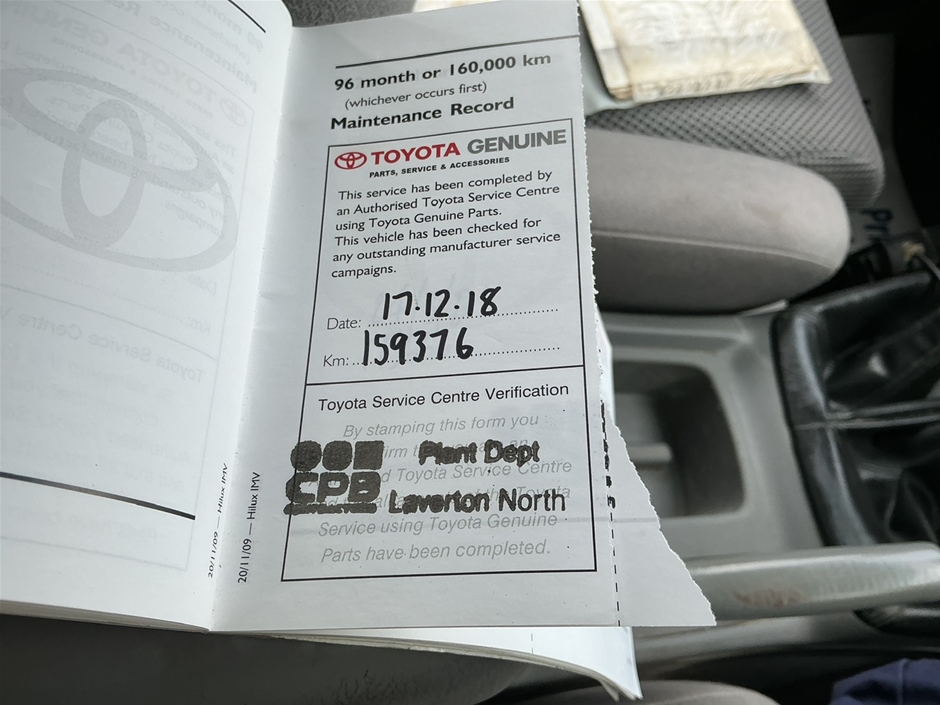 96 month or 160,000 km
(whichever occurs first)
Maintenance Record
TOYOTA GENUINE
PARTS, SERVICE & ACCESSORIES
This service has been completed by
an Authorised Toyota Service Centre
using Toyota Genuine Parts.
This vehicle has been checked for
any outstanding manufacturer service
campaigns.
Date: 17.12.18
Km: 159376
Toyota Service Centre Verification
By stamping this form you
CPB Plant Dept
Toyota Service Centre
Laverton North
Service using Toyota Genuine
Parts have been completed.
20/11/09 — Hilux IMV
20/11/09 — Hilux IMV